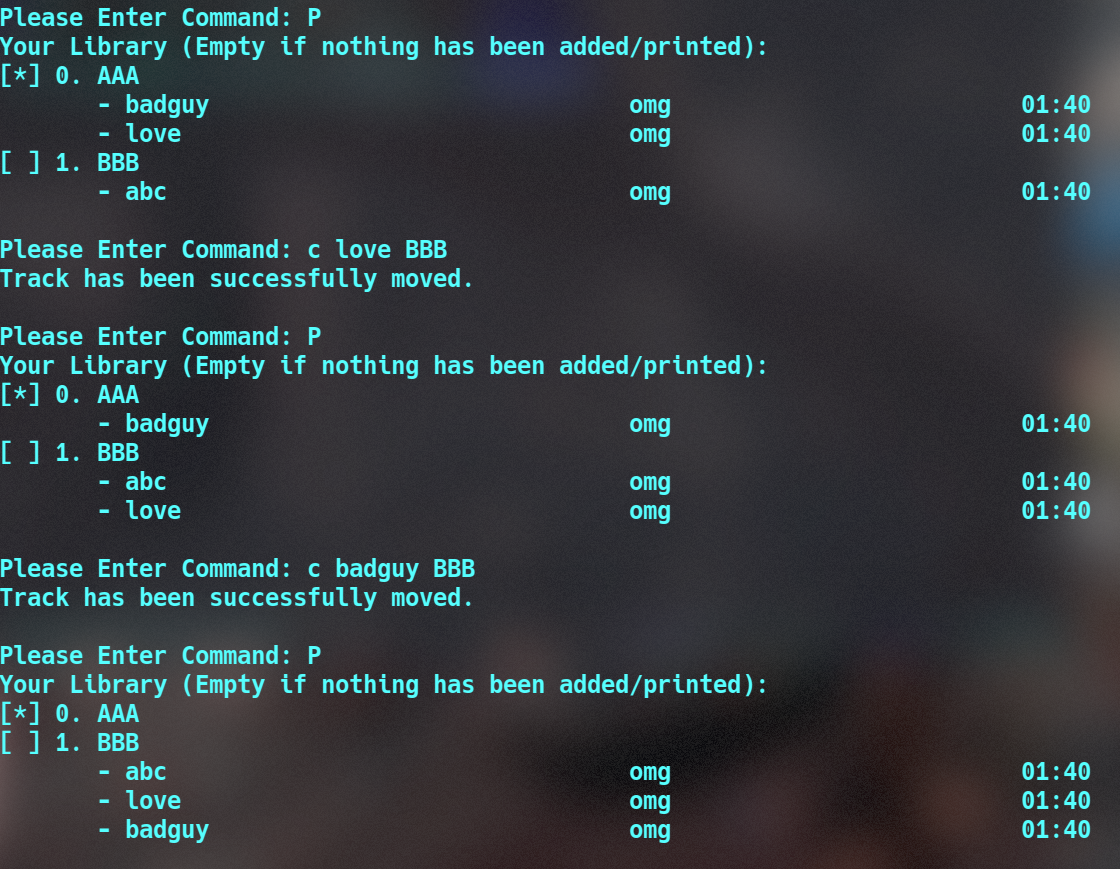 Please Enter Command: P
Your Library (Empty if nothing has been added/printed):
[*] 0. AAA
- badguy omg 01:40
- love omg 01:40
[ ] 1. BBB
- abc omg 01:40
Please Enter Command: c love BBB
Track has been successfully moved.
Please Enter Command: P
Your Library (Empty if nothing has been added/printed):
[*] 0. AAA
- badguy omg 01:40
[ ] 1. BBB
- abc omg 01:40
- love omg 01:40
Please Enter Command: c badguy BBB
Track has been successfully moved.
Please Enter Command: P
Your Library (Empty if nothing has been added/printed):
[*] 0. AAA
[ ] 1. BBB
- abc omg 01:40
- love omg 01:40
- badguy omg 01:40